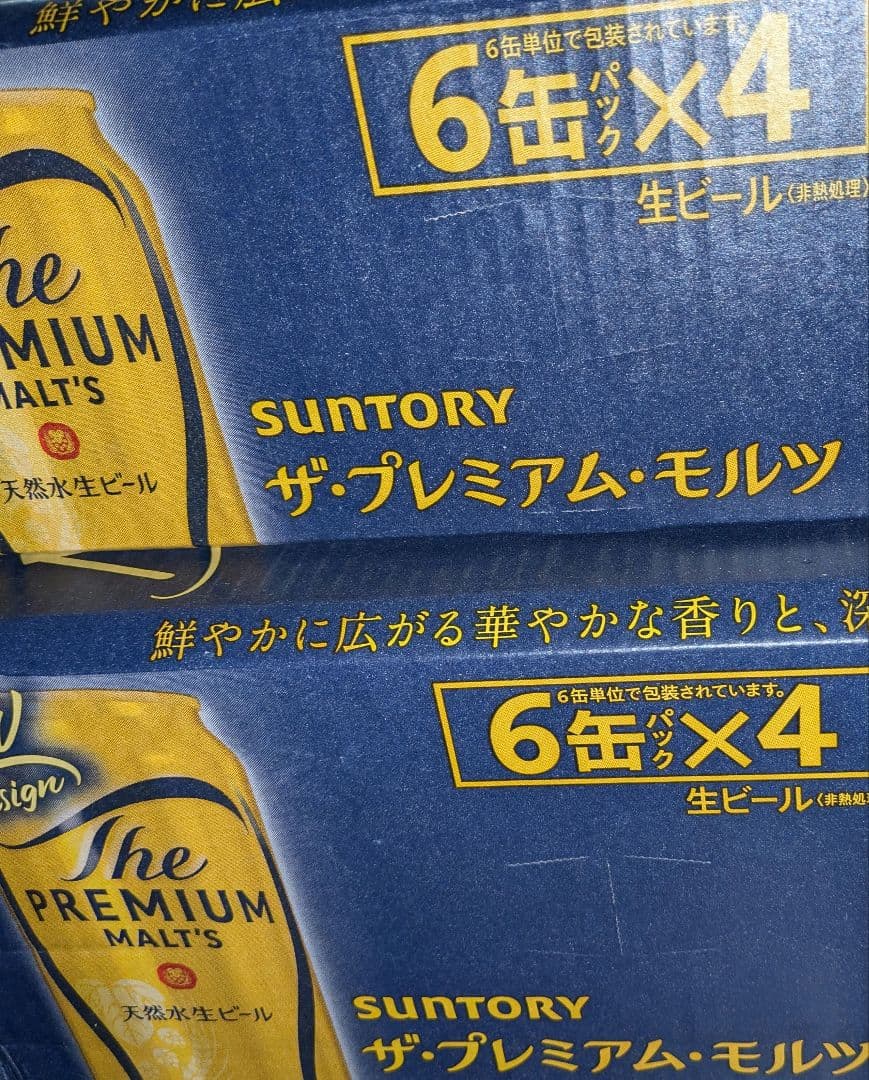 鮮やかに広
6缶単位で包装されています。
6缶パック×4
生ビール(非熱処理)
The
PREMIUM
MALT'S
天然水生ビール
SUNTORY
ザ・プレミアム・モルツ
鮮やかに広がる華やかな香りと、深
6缶単位で包装されています。
6缶パック×4
生ビール(非熱処
sign
The
PREMIUM
MALT'S
天然水生ビール
SUNTORY
ザ・プレミアム・モルツ